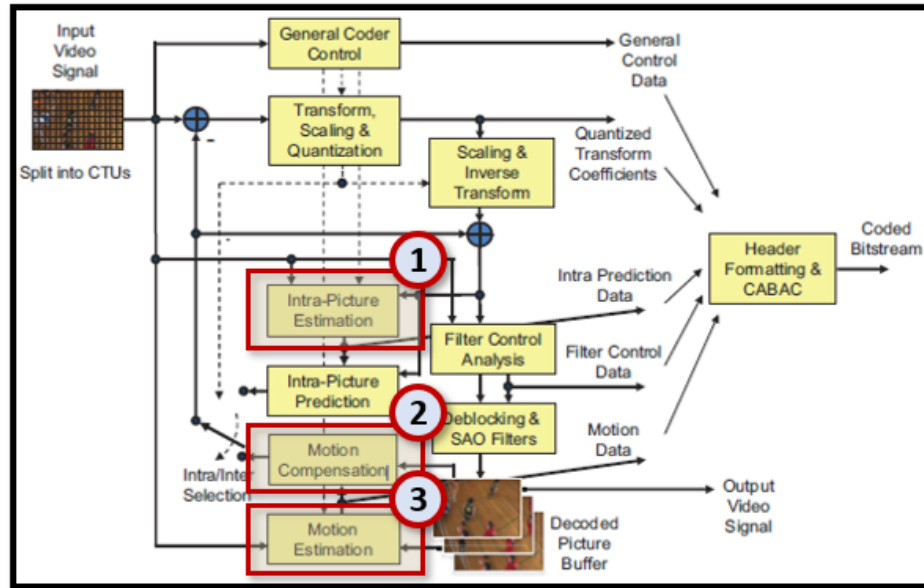 Input
Video
Signal
Split into CTUs
General Coder
Control
General
Control
Data
Transform,
Scaling &
Quantization
-
Quantized
Transform
Coefficients
Scaling &
Inverse
Transform
Coded
Bitstream
Header
Formatting &
CABAC
1
Intra-Picture
Estimation
Intra Prediction
Data
Filter Control
Analysis
Filter Control
Data
Intra-Picture
Prediction
2
Deblocking &
SAO Filters
Motion
Compensation
Motion
Data
Intra/Inter
Selection
3
Motion
Estimation
Output
Video
Signal
Decoded
Picture
Buffer